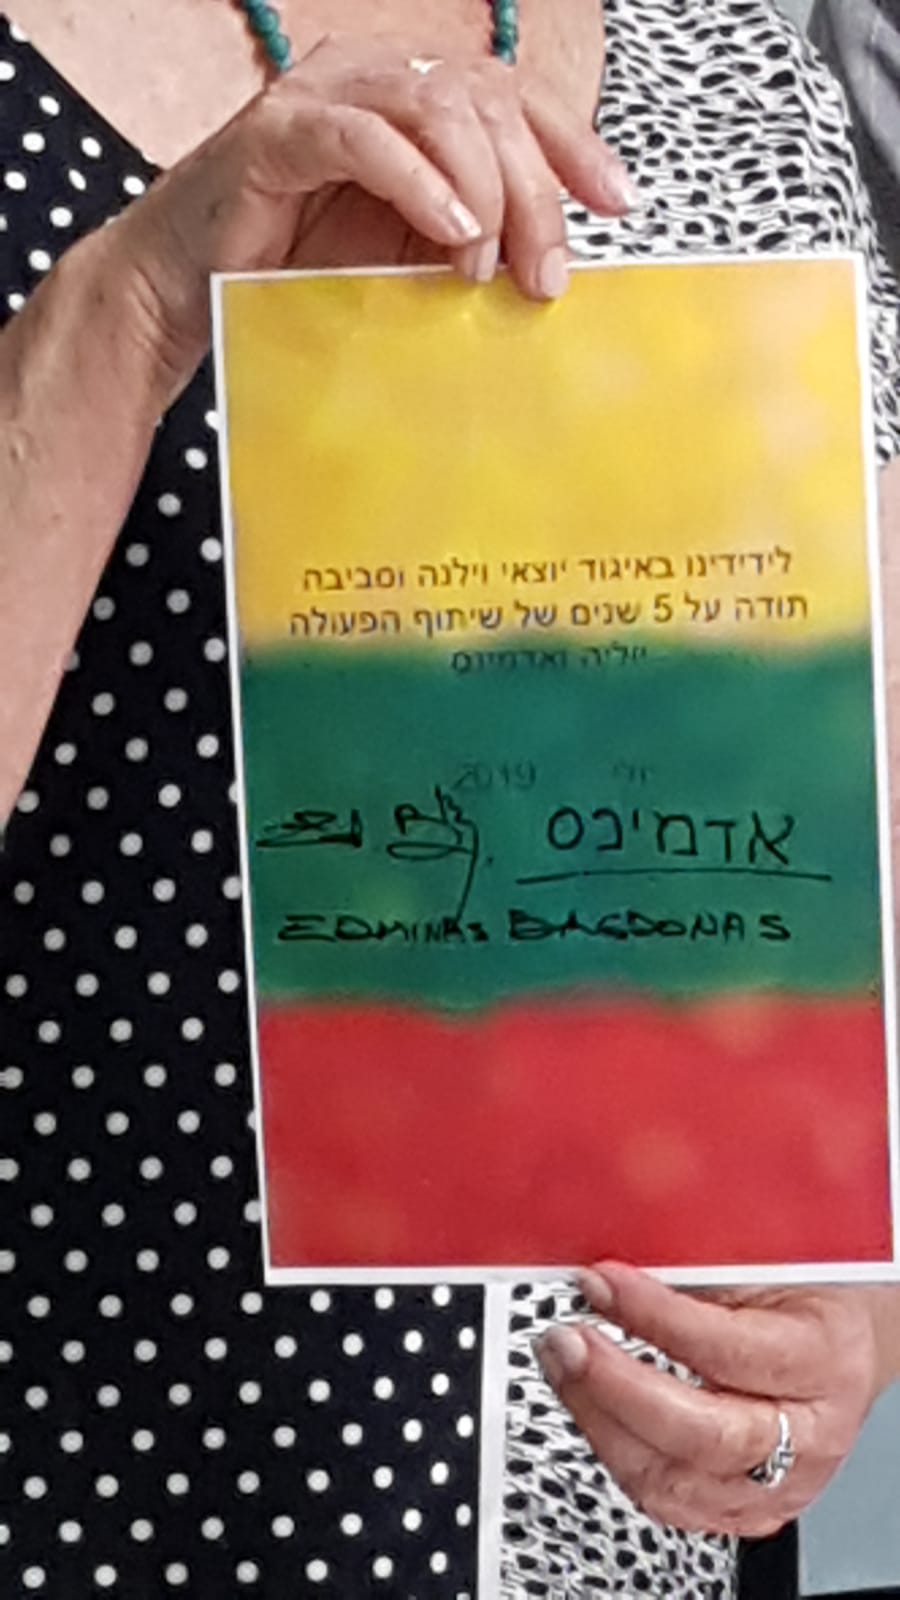 לידידינו באיגוד יוצאי וילנה וסביבה
תודה על 5 שנים של שיתוף הפעולה
יוליה ואדמינס
יולי 2019
אדמינס
EDMINAS BAGDONAS